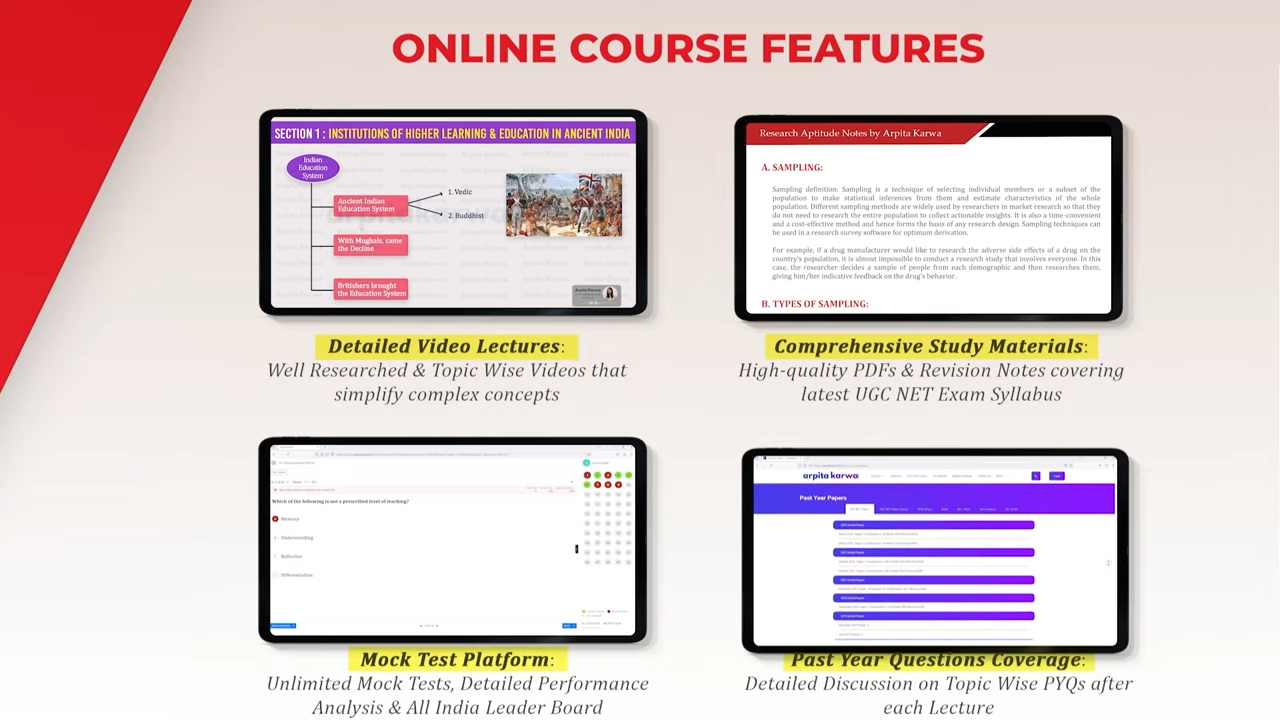 ONLINE COURSE FEATURES
SECTION 1 : INSTITUTIONS OF HIGHER LEARNING & EDUCATION IN ANCIENT INDIA
Indian
Education
System
Ancient Indian
Education System
1. Vedic
2. Buddhist
With Mughals, came
the Decline
Britishers brought
the Education System
Detailed Video Lectures:
Well Researched & Topic Wise Videos that
simplify complex concepts
Research Aptitude Notes by Arpita Karwa
A. SAMPLING:
Sampling definition: Sampling is a technique of selecting individual members or a subset of the
population to make statistical inferences from them and estimate characteristics of the whole
population. Different sampling methods are widely used by researchers in market research so that they
do not need to research the entire population to collect actionable insights. It is also a time-convenient
and a cost-effective method and hence forms the basis of any research design. Sampling techniques can
be used in a research survey software for optimum derivation.
For example, if a drug manufacturer would like to research the adverse side effects of a drug on the
country's population, it is almost impossible to conduct a research study that involves everyone. In this
case, the researcher decides a sample of people from each demographic and then researches them,
giving him/her indicative feedback on the drug's behavior.
B. TYPES OF SAMPLING:
Comprehensive Study Materials:
High-quality PDFs & Revision Notes covering
latest UGC NET Exam Syllabus
Which of the following is not a prescribed level of teaching?
Memory
Understanding
Reflective
Differentiation
Mock Test Platform:
Unlimited Mock Tests, Detailed Performance
Analysis & All India Leader Board
arpita karwa
Past Year Papers
Past Year Questions Coverage:
Detailed Discussion on Topic Wise PYQs after
each Lecture